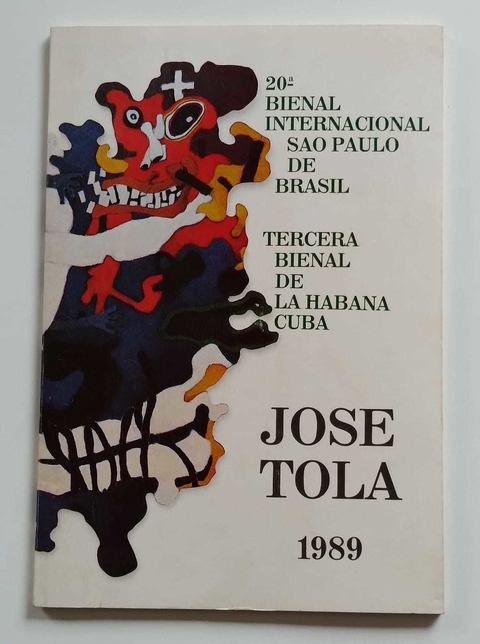 20ª
BIENAL
INTERNACIONAL
SAO PAULO
DE
BRASIL
TERCERA
BIENAL
DE
LA HABANA
CUBA
JOSE
TOLA
1989